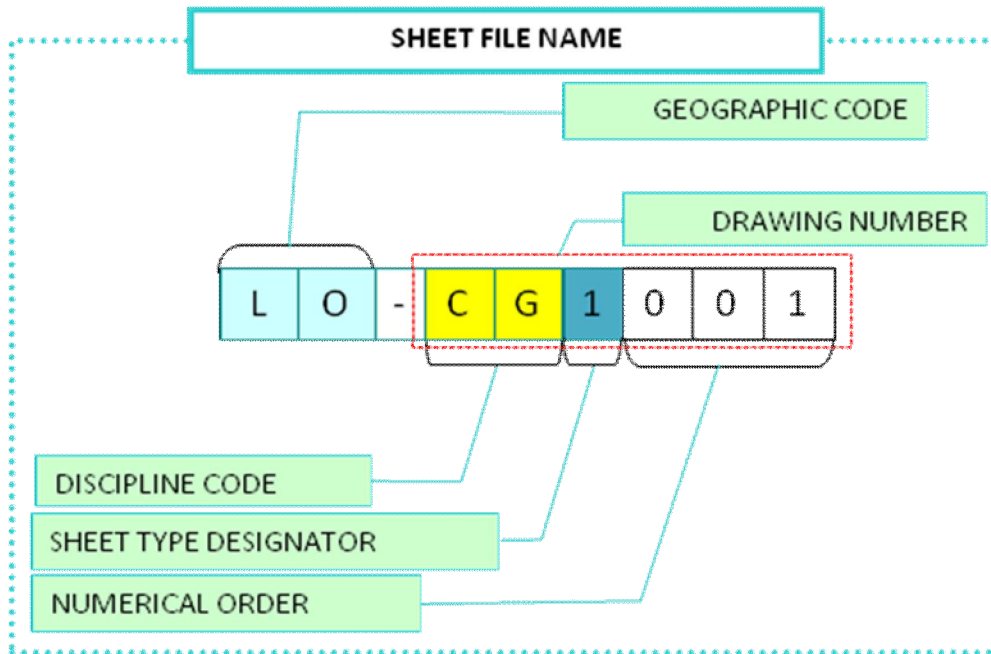 SHEET FILE NAME
GEOGRAPHIC CODE
DRAWING NUMBER
L O - C G 1 0 0 1
DISCIPLINE CODE
SHEET TYPE DESIGNATOR
NUMERICAL ORDER